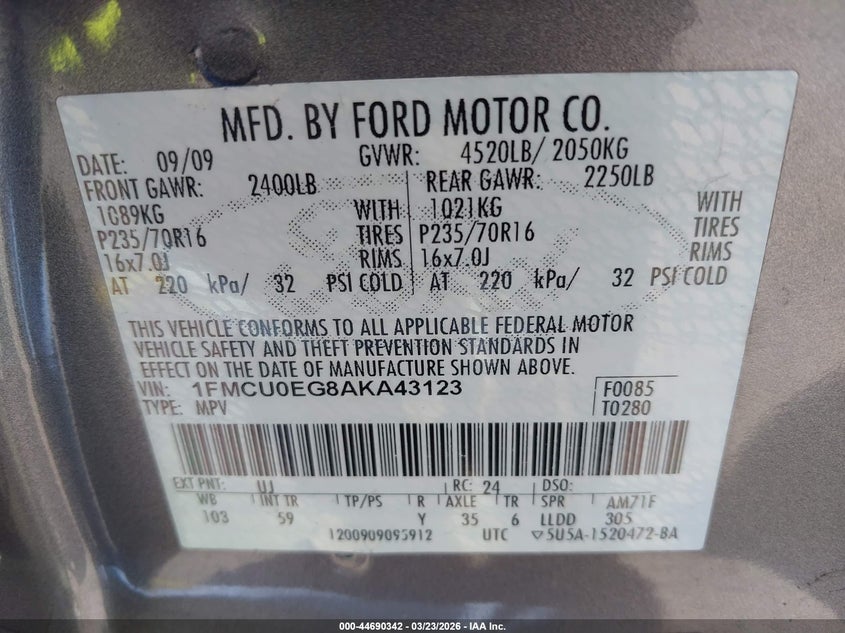 MFD. BY FORD MOTOR CO.
DATE: 09/09 GVWR: 4520LB/ 2050KG
FRONT GAWR: 2400LB REAR GAWR: 2250LB
1089KG WITH 1021KG WITH
P235/70R16 TIRES P235/70R16 TIRES
16x7.0J RIMS 16x7.0J RIMS
AT 220 kPa/ 32 PSI COLD AT 220 kPa/ 32 PSI COLD
THIS VEHICLE CONFORMS TO ALL APPLICABLE FEDERAL MOTOR
VEHICLE SAFETY AND THEFT PREVENTION STANDARDS IN
EFFECT ON THE DATE OF MANUFACTURE SHOWN ABOVE.
VIN: 1FMCU0EG8AKA43123 F0085
TYPE: MPV T0280
EXT PNT: UJ RC: 24 DSO:
WB INT TR TP/PS R AXLE TR SPR AM71F
103 59 Y 35 6 LLDD 305
1200909095912 UTC ▽5U5A-1520472-BA
000-44690342 - 03/23/2026 - IAA Inc.